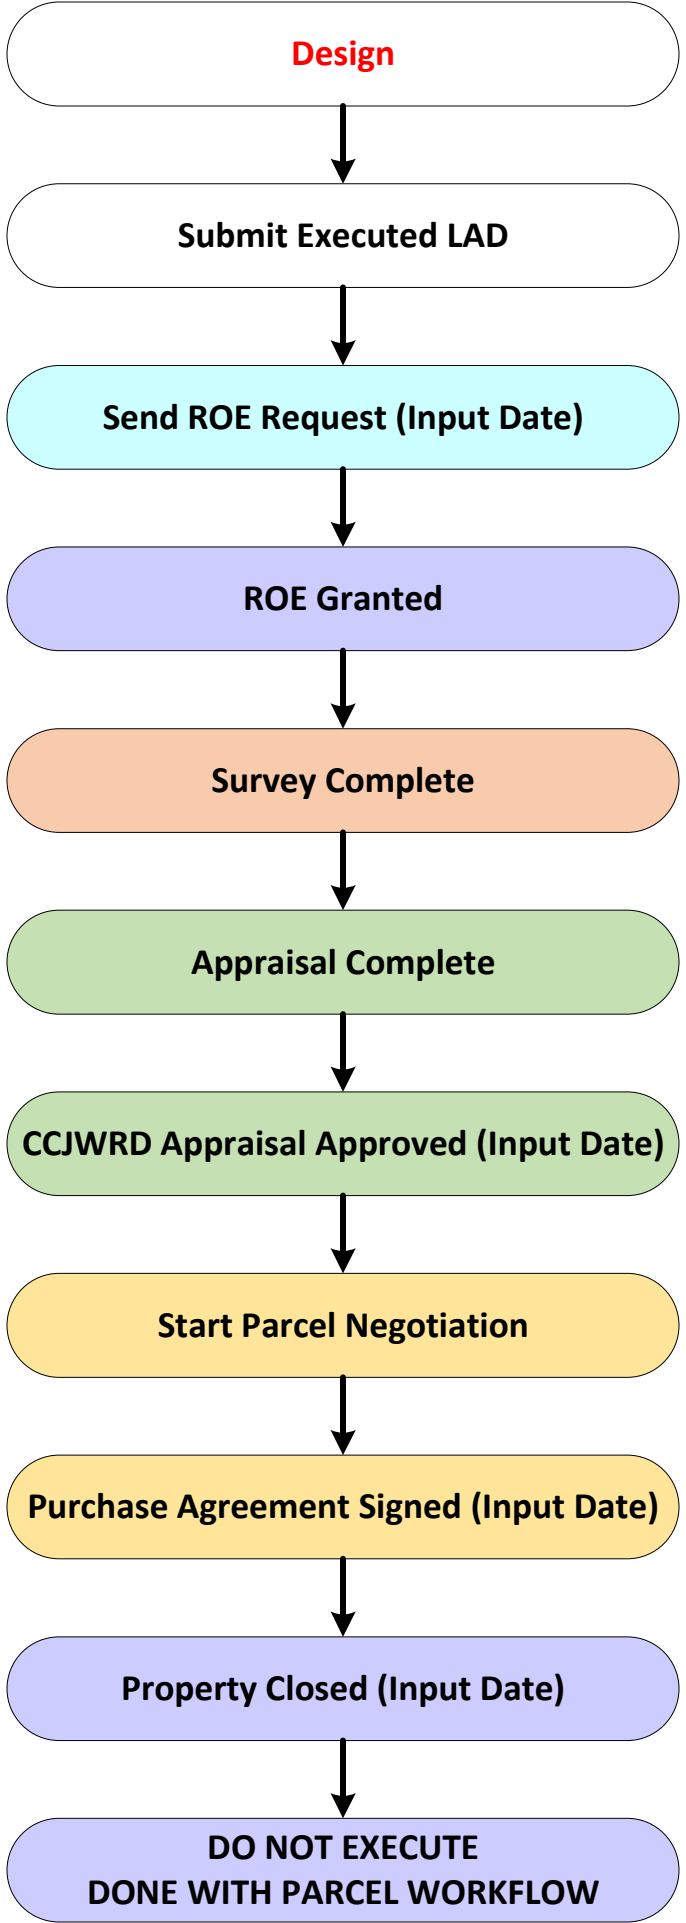 Design
Submit Executed LAD
Send ROE Request (Input Date)
ROE Granted
Survey Complete
Appraisal Complete
CCJWRD Appraisal Approved (Input Date)
Start Parcel Negotiation
Purchase Agreement Signed (Input Date)
Property Closed (Input Date)
DO NOT EXECUTE
DONE WITH PARCEL WORKFLOW